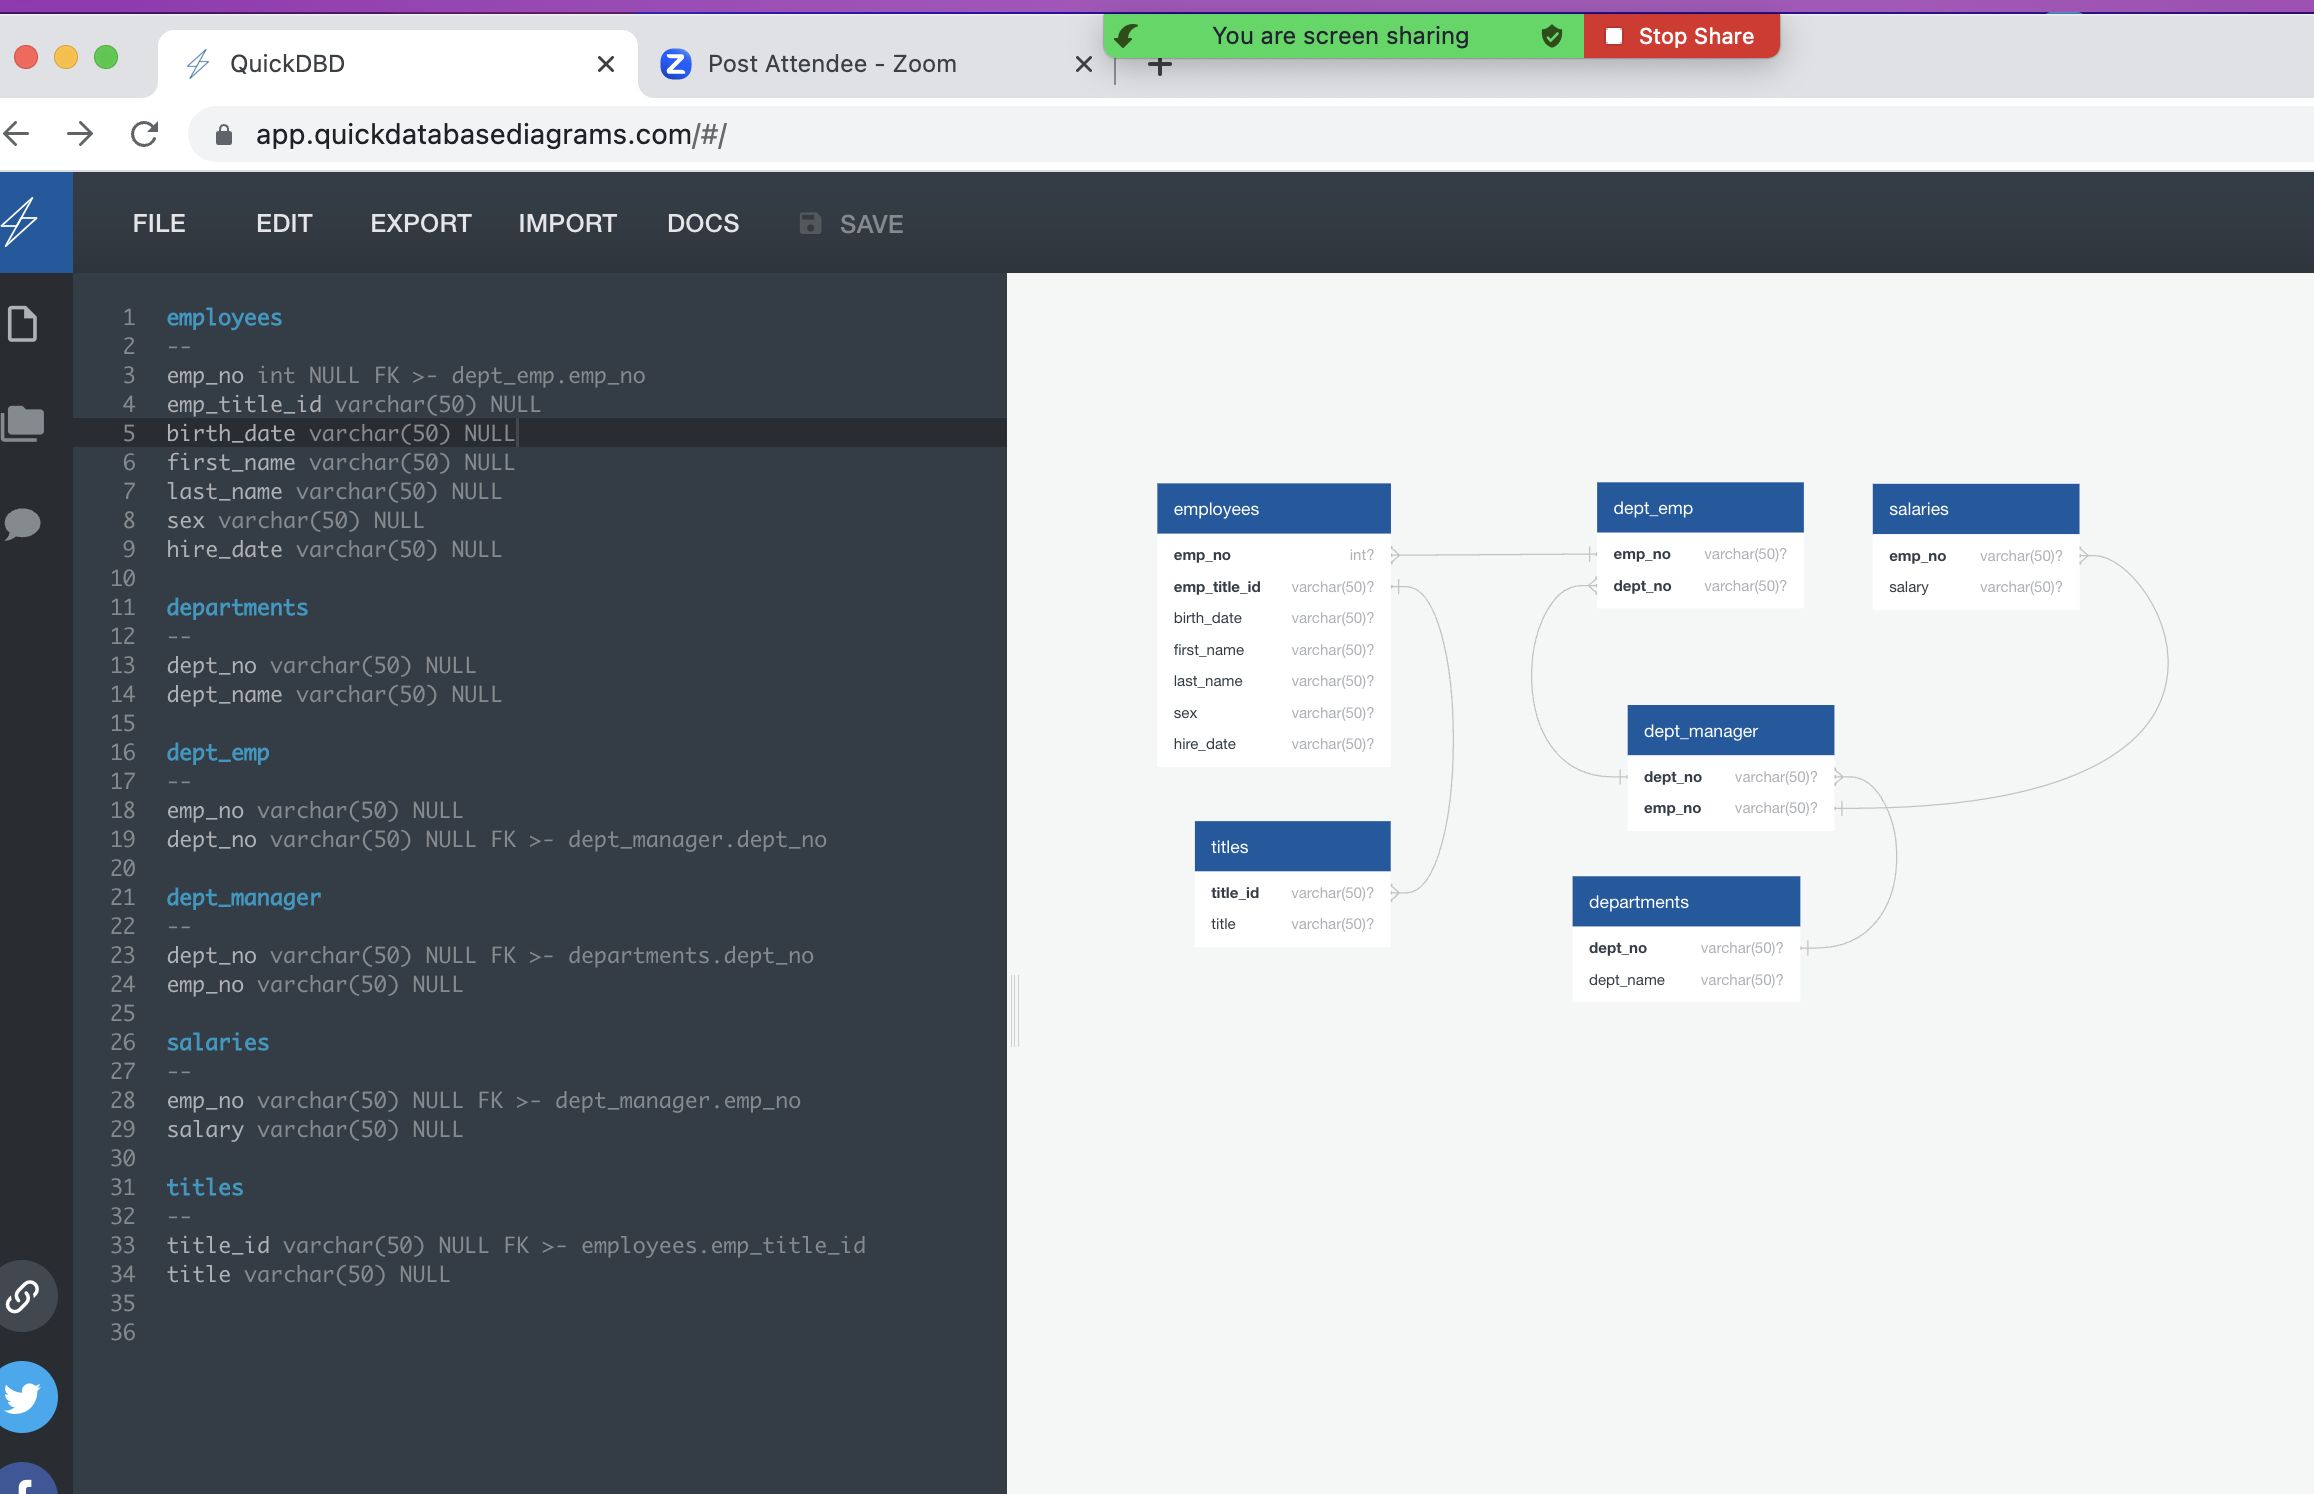 You are screen sharing
Stop Share
QuickDBD
Post Attendee - Zoom
app.quickdatabasediagrams.com/#/
FILE EDIT EXPORT IMPORT DOCS SAVE
1 employees
2 --
3 emp_no int NULL FK >- dept_emp.emp_no
4 emp_title_id varchar(50) NULL
5 birth_date varchar(50) NULL
6 first_name varchar(50) NULL
7 last_name varchar(50) NULL
8 sex varchar(50) NULL
9 hire_date varchar(50) NULL
10
11 departments
12 --
13 dept_no varchar(50) NULL
14 dept_name varchar(50) NULL
15
16 dept_emp
17 --
18 emp_no varchar(50) NULL
19 dept_no varchar(50) NULL FK >- dept_manager.dept_no
20
21 dept_manager
22 --
23 dept_no varchar(50) NULL FK >- departments.dept_no
24 emp_no varchar(50) NULL
25
26 salaries
27 --
28 emp_no varchar(50) NULL FK >- dept_manager.emp_no
29 salary varchar(50) NULL
30
31 titles
32 --
33 title_id varchar(50) NULL FK >- employees.emp_title_id
34 title varchar(50) NULL
35
36
employees
emp_no int?
emp_title_id varchar(50)?
birth_date varchar(50)?
first_name varchar(50)?
last_name varchar(50)?
sex varchar(50)?
hire_date varchar(50)?
titles
title_id varchar(50)?
title varchar(50)?
dept_emp
emp_no varchar(50)?
dept_no varchar(50)?
salaries
emp_no varchar(50)?
salary varchar(50)?
dept_manager
dept_no varchar(50)?
emp_no varchar(50)?
departments
dept_no varchar(50)?
dept_name varchar(50)?